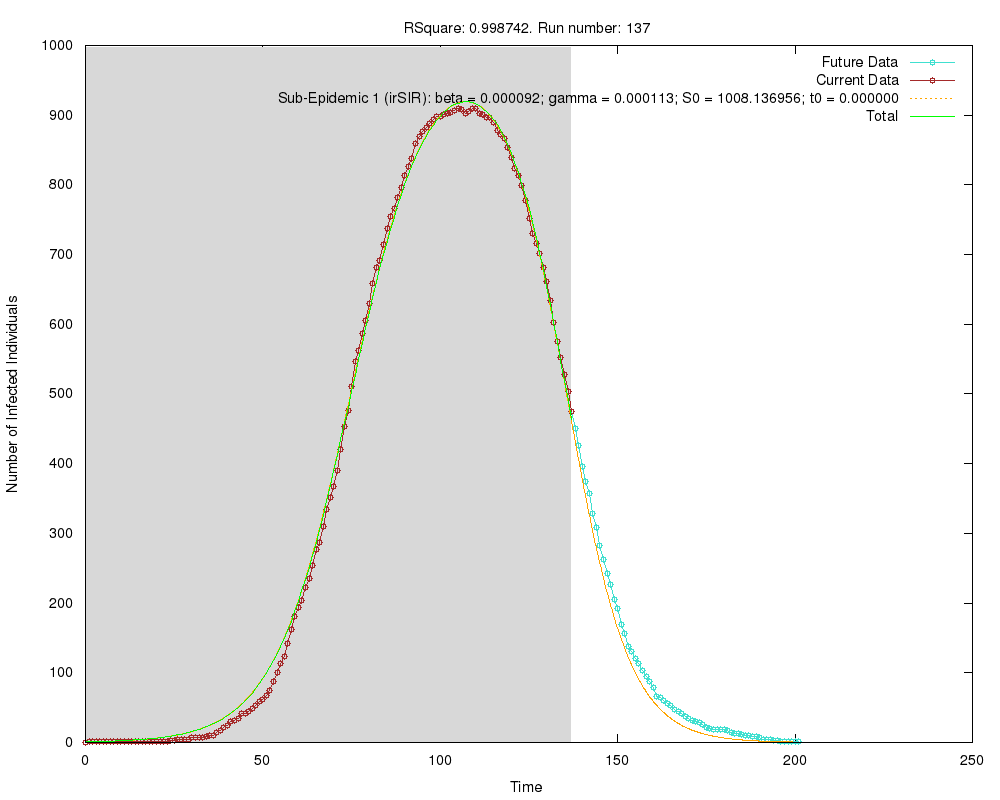 RSquare: 0.998742. Run number: 137
1000
900
800
700
600
500
400
300
200
100
0
Number of Infected Individuals
Future Data
Current Data
Sub-Epidemic 1 (irSIR): beta = 0.000092; gamma = 0.000113; S0 = 1008.136956; t0 = 0.000000
Total
0 50 100 150 200 250
Time